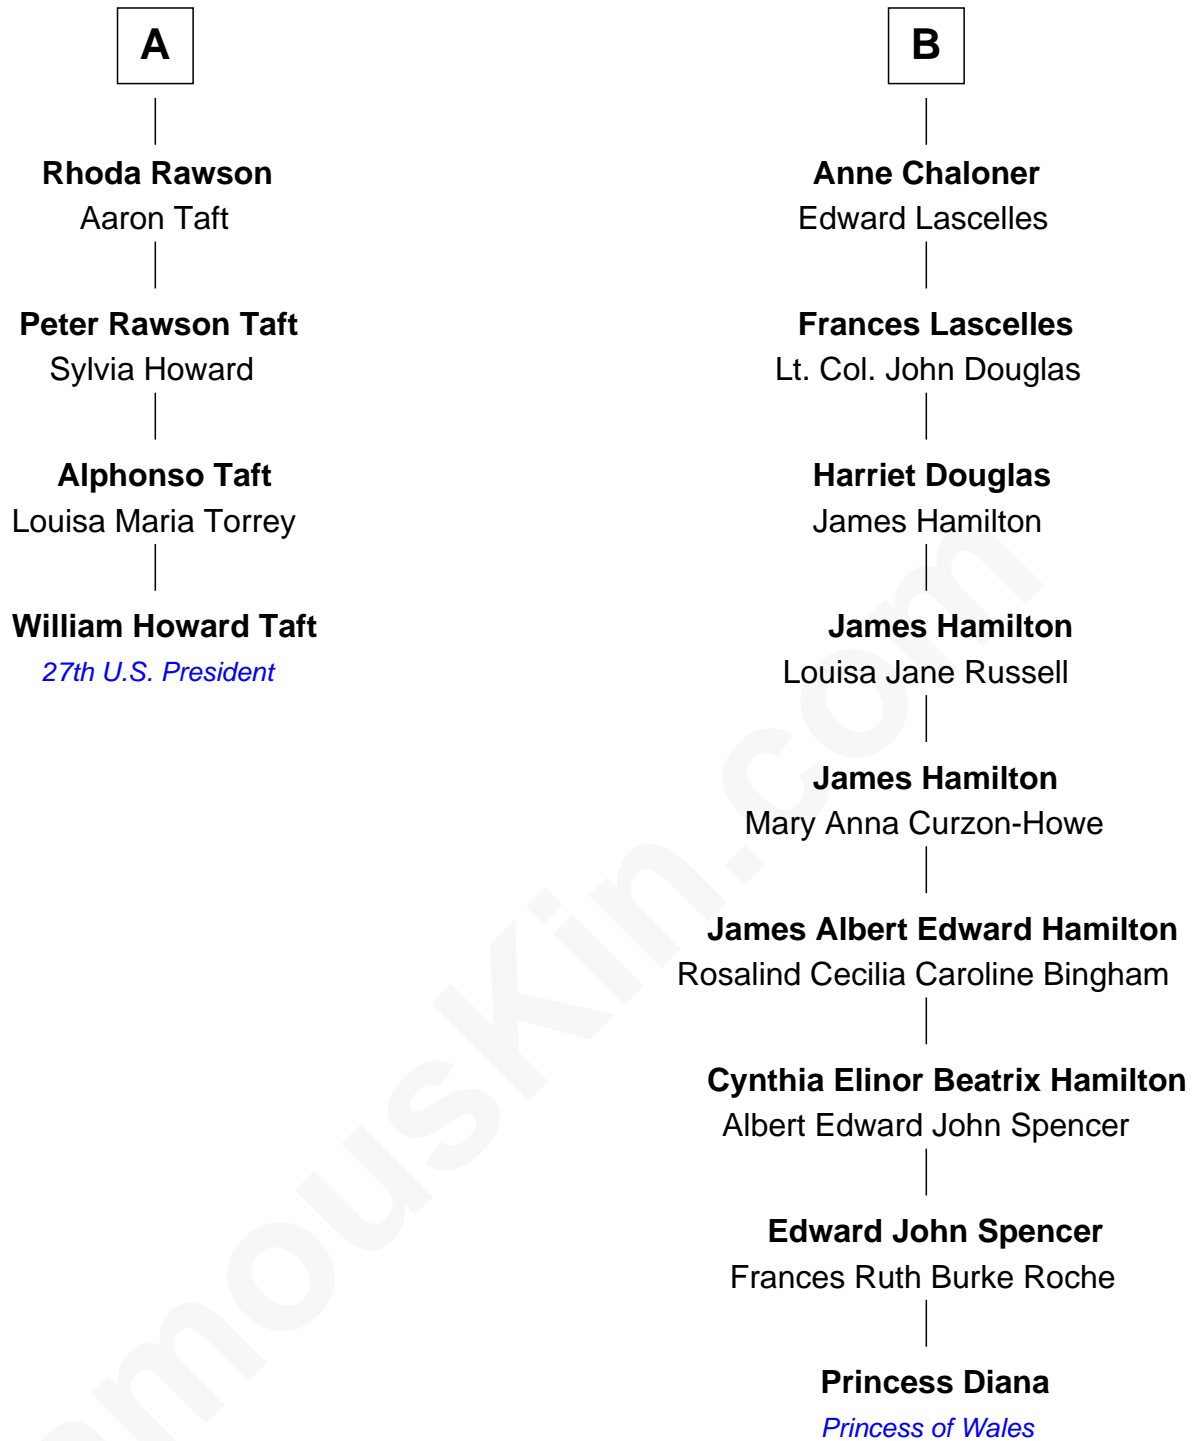 A
Rhoda Rawson
Aaron Taft
Peter Rawson Taft
Sylvia Howard
Alphonso Taft
Louisa Maria Torrey
William Howard Taft
27th U.S. President
B
Anne Chaloner
Edward Lascelles
Frances Lascelles
Lt. Col. John Douglas
Harriet Douglas
James Hamilton
James Hamilton
Louisa Jane Russell
James Hamilton
Mary Anna Curzon-Howe
James Albert Edward Hamilton
Rosalind Cecilia Caroline Bingham
Cynthia Elinor Beatrix Hamilton
Albert Edward John Spencer
Edward John Spencer
Frances Ruth Burke Roche
Princess Diana
Princess of Wales
amousKin.com